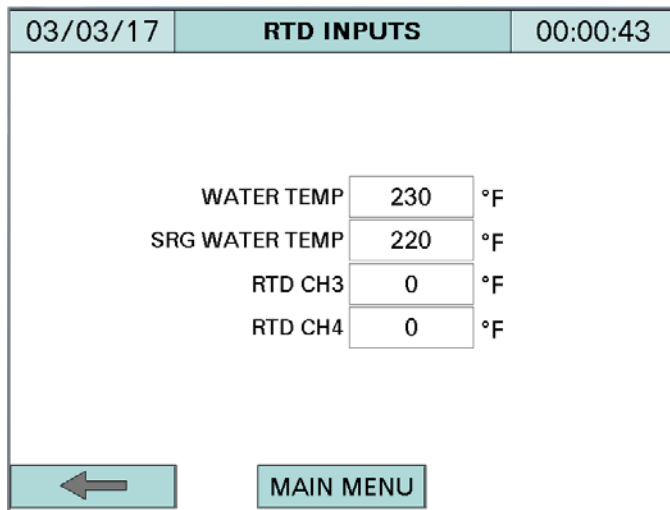 03/03/17 RTD INPUTS 00:00:43
WATER TEMP 230 °F
SRG WATER TEMP 220 °F
RTD CH3 0 °F
RTD CH4 0 °F
MAIN MENU